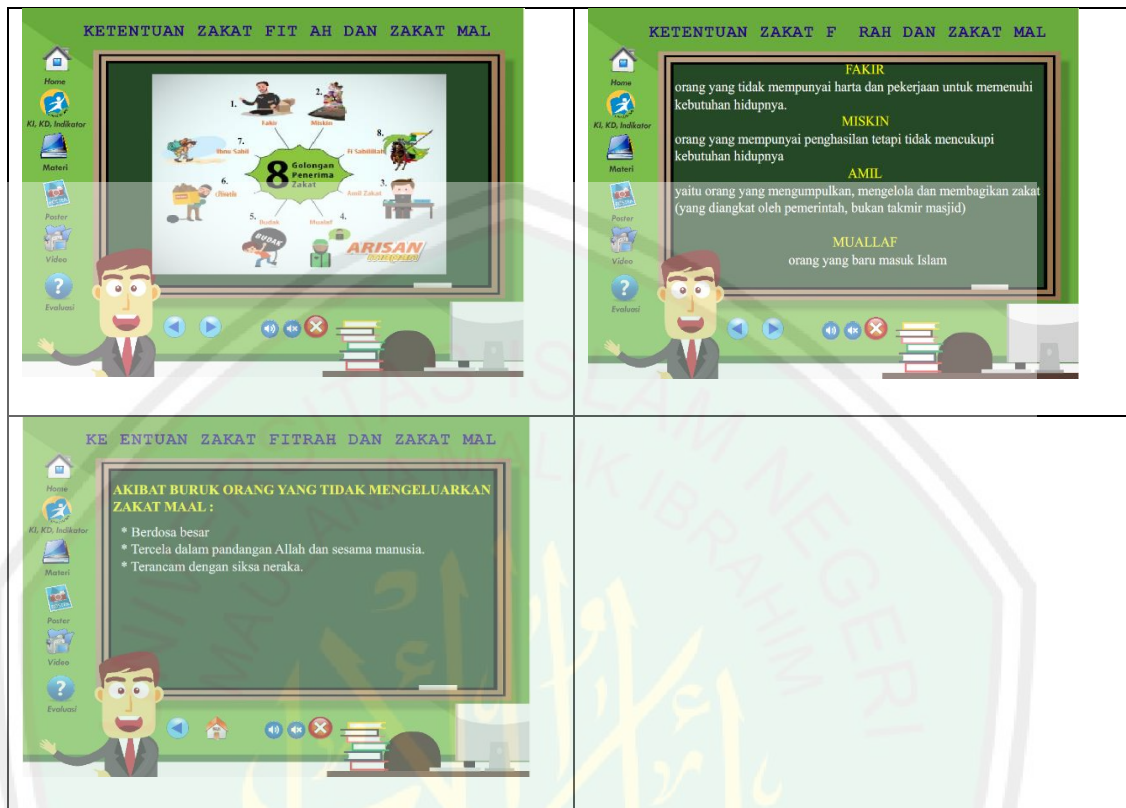 KETENTUAN ZAKAT FIT AH DAN ZAKAT MAL
Home
KI, KD, Indikator
Materi
Poster
Video
Evaluasi
1.
Fakir
2.
Miskin
8.
Fi Sabilillah
7.
Ibnu Sabil
8 Golongan
Penerima
Zakat
6.
3.
Amil Zakat
5.
Budak
4.
Muallaf
BUDAK
ARISAN
KETENTUAN ZAKAT F RAH DAN ZAKAT MAL
Home
KI, KD, Indikator
Materi
Poster
Video
Evaluasi
FAKIR
orang yang tidak mempunyai harta dan pekerjaan untuk memenuhi
kebutuhan hidupnya.
MISKIN
orang yang mempunyai penghasilan tetapi tidak mencukupi
kebutuhan hidupnya
AMIL
yaitu orang yang mengumpulkan, mengelola dan membagikan zakat
(yang diangkat oleh pemerintah, bukan takmir masjid)
MUALLAF
orang yang baru masuk Islam
KE ENTUAN ZAKAT FITRAH DAN ZAKAT MAL
Home
KI, KD, Indikator
Materi
Poster
Video
Evaluasi
AKIBAT BURUK ORANG YANG TIDAK MENGELUARKAN
ZAKAT MAAL :
* Berdosa besar
* Tercela dalam pandangan Allah dan sesama manusia.
* Terancam dengan siksa neraka.
MAULANA MALIK IBRAHIM